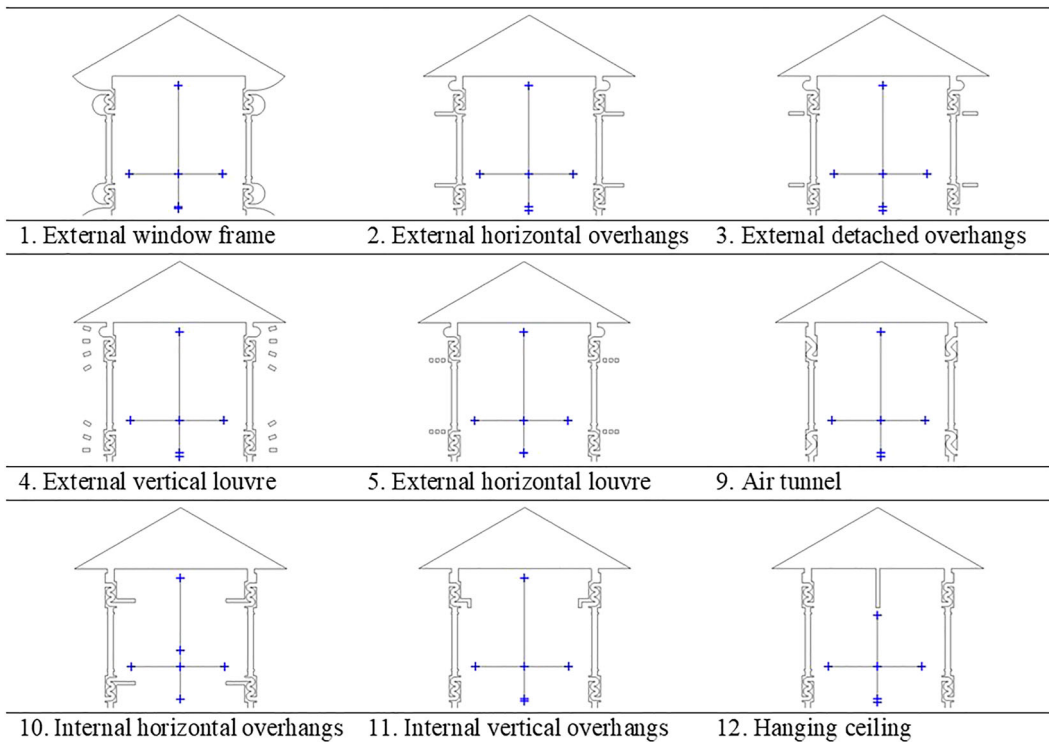 1. External window frame
2. External horizontal overhangs
3. External detached overhangs
4. External vertical louvre
5. External horizontal louvre
9. Air tunnel
10. Internal horizontal overhangs
11. Internal vertical overhangs
12. Hanging ceiling